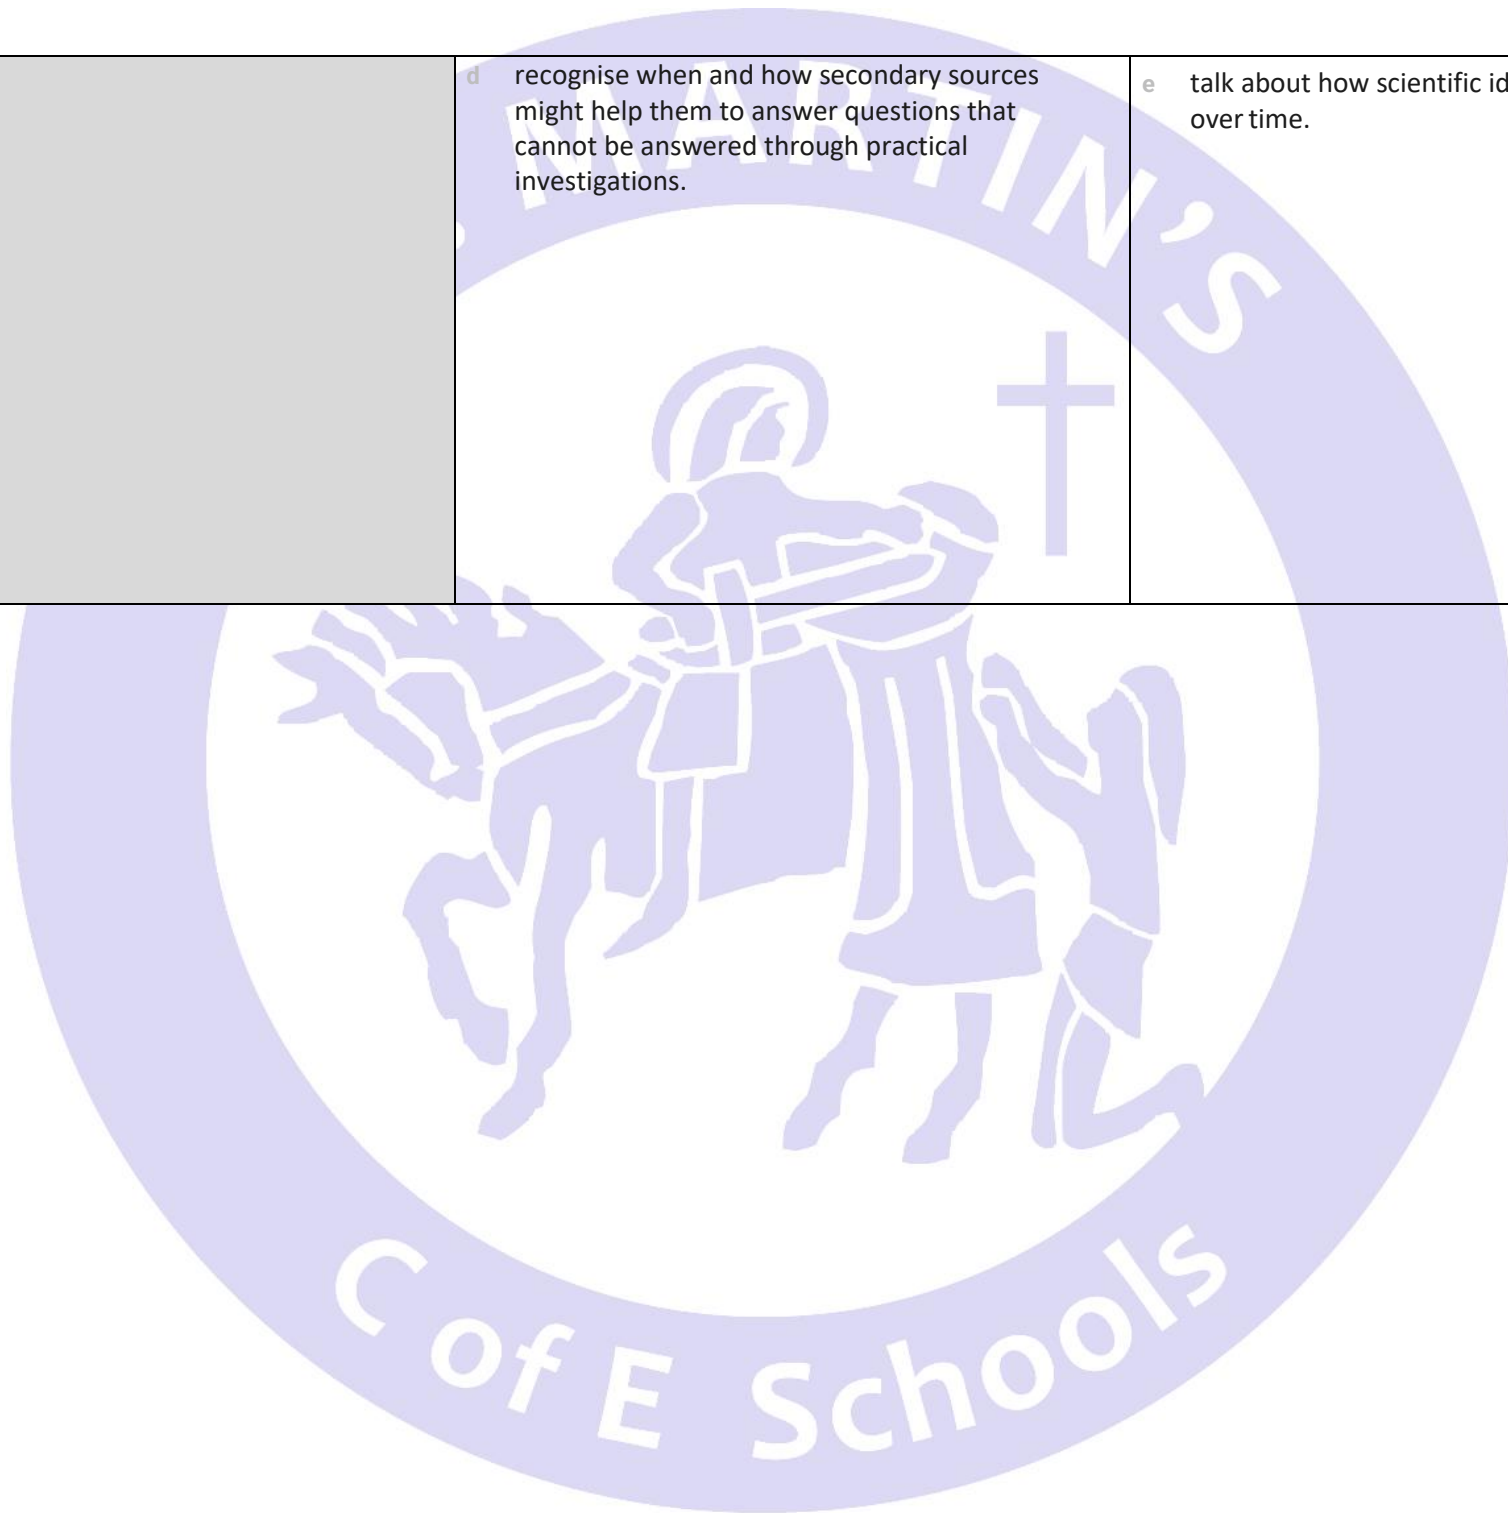 d recognise when and how secondary sources
might help them to answer questions that
cannot be answered through practical
investigations.
e talk about how scientific id
over time.
MARTIN'S
C of E Schools